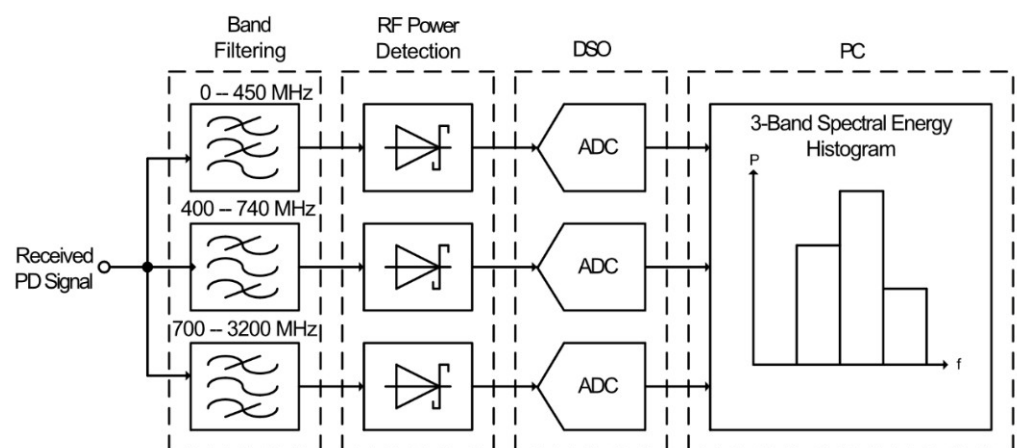 Band
Filtering
RF Power
Detection
DSO
PC
0 – 450 MHz
3-Band Spectral Energy
Histogram
P
ADC
400 – 740 MHz
Received
PD Signal
ADC
700 – 3200 MHz
f
ADC